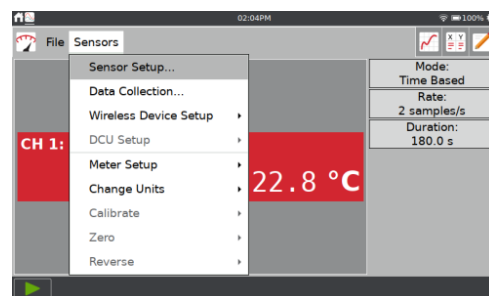 02:04PM
100%
File Sensors
X Y
Sensor Setup...
Data Collection...
Wireless Device Setup
DCU Setup
Meter Setup
Change Units
Calibrate
Zero
Reverse
CH 1:
22.8 °C
Mode:
Time Based
Rate:
2 samples/s
Duration:
180.0 s